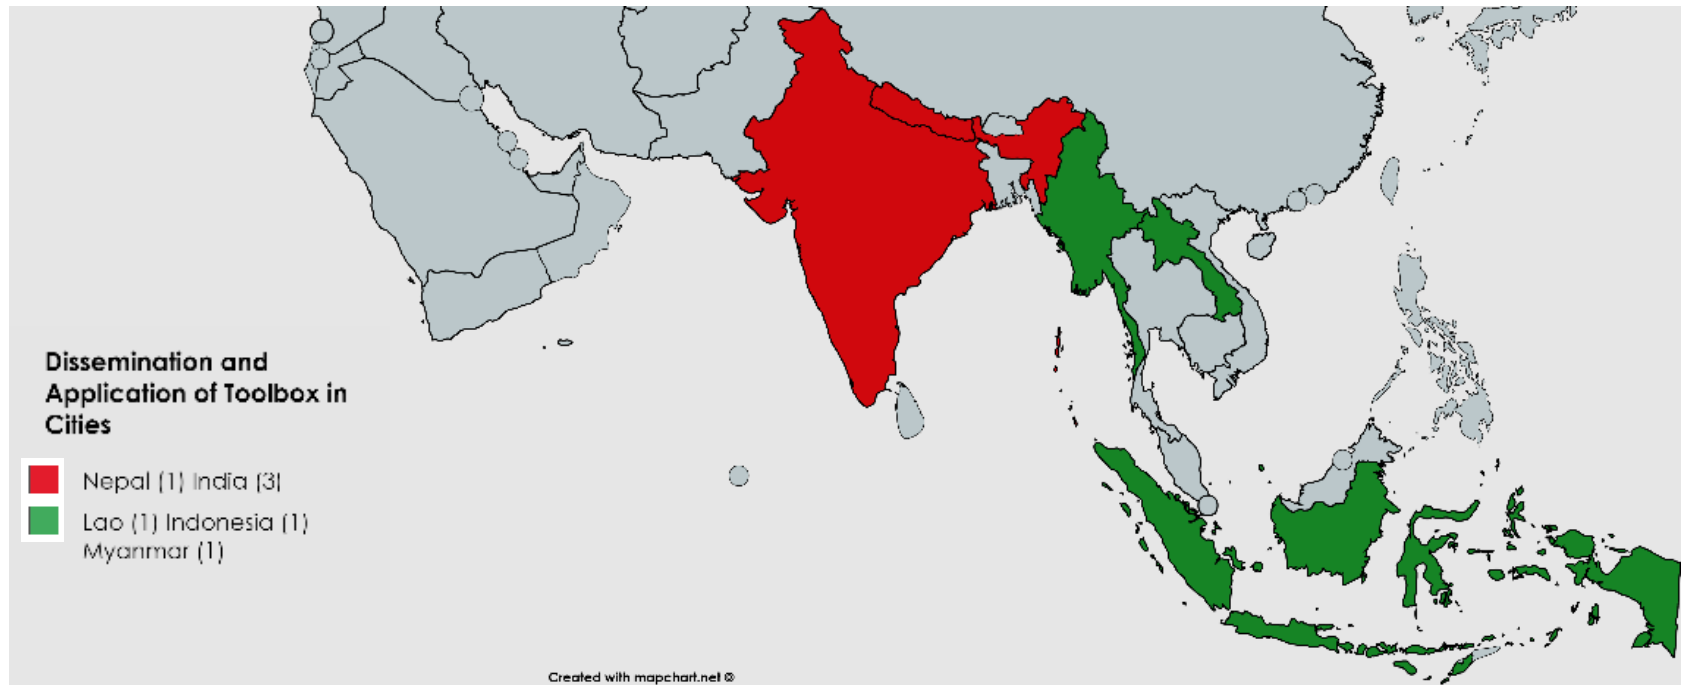 Dissemination and
Application of Toolbox in
Cities
Nepal (1) India (3)
Lao (1) Indonesia (1)
Myanmar (1)
Created with mapchart.net ©